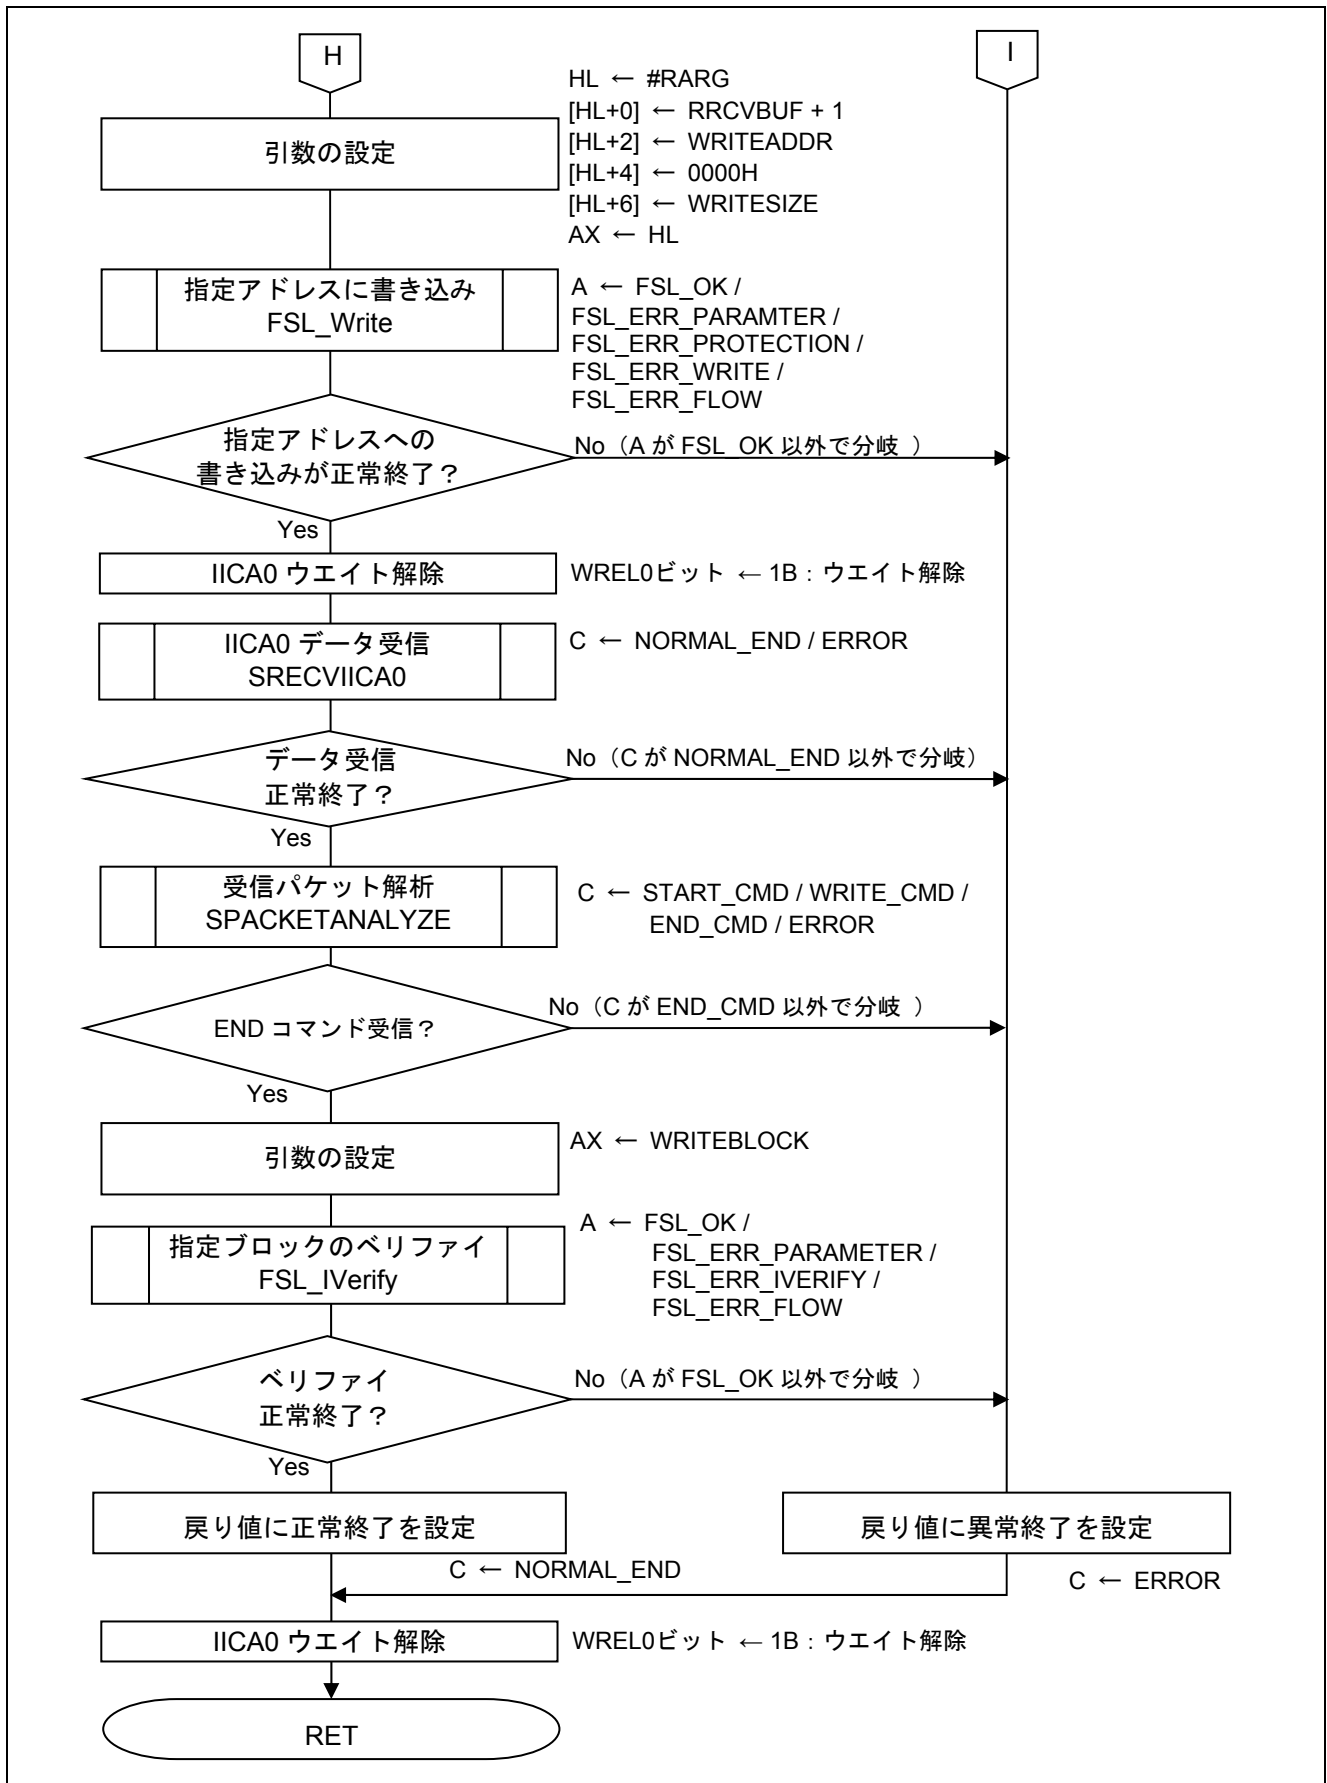 H
I
HL ← #RARG
[HL+0] ← RRCVBUF + 1
[HL+2] ← WRITEADDR
[HL+4] ← 0000H
[HL+6] ← WRITESIZE
AX ← HL
引数の設定
指定アドレスに書き込み
FSL_Write
A ← FSL_OK /
FSL_ERR_PARAMTER /
FSL_ERR_PROTECTION /
FSL_ERR_WRITE /
FSL_ERR_FLOW
指定アドレスへの
書き込みが正常終了？
No（A が FSL_OK 以外で分岐 ）
Yes
IICA0 ウエイト解除
WREL0ビット ← 1B：ウエイト解除
IICA0 データ受信
SRECVIICA0
C ← NORMAL_END / ERROR
データ受信
正常終了？
No（C が NORMAL_END 以外で分岐）
Yes
受信パケット解析
SPACKETANALYZE
C ← START_CMD / WRITE_CMD /
END_CMD / ERROR
END コマンド受信？
No（C が END_CMD 以外で分岐 ）
Yes
引数の設定
AX ← WRITEBLOCK
指定ブロックのベリファイ
FSL_IVerify
A ← FSL_OK /
FSL_ERR_PARAMETER /
FSL_ERR_IVERIFY /
FSL_ERR_FLOW
ベリファイ
正常終了？
No（A が FSL_OK 以外で分岐 ）
Yes
戻り値に正常終了を設定
戻り値に異常終了を設定
C ← NORMAL_END
C ← ERROR
IICA0 ウエイト解除
WREL0ビット ← 1B：ウエイト解除
RET